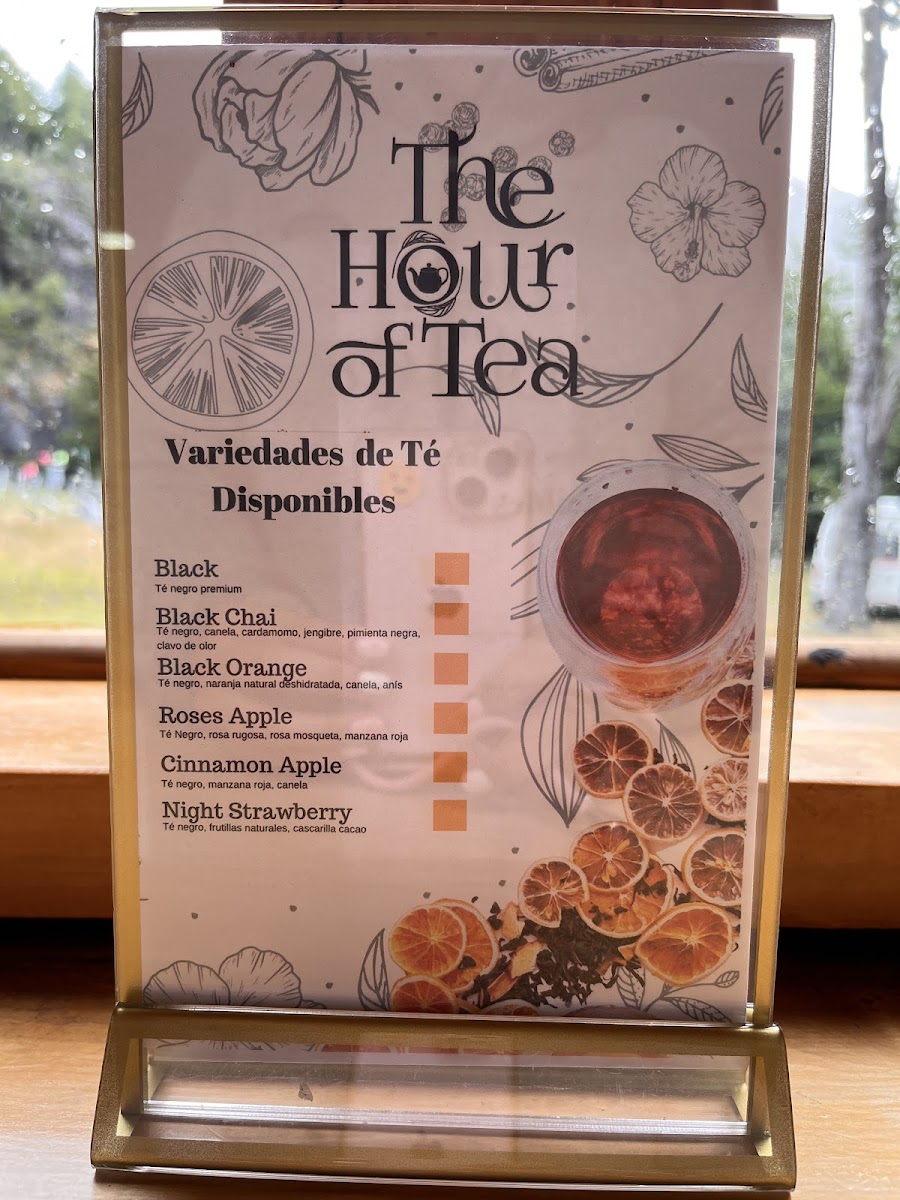 The
Hour
of Tea
Variedades de Té
Disponibles
Black
Té negro premium
Black Chai
Té negro, canela, cardamomo, jengibre, pimienta negra,
clavo de olor
Black Orange
Té negro, naranja natural deshidratada, canela, anís
Roses Apple
Té Negro, rosa rugosa, rosa mosqueta, manzana roja
Cinnamon Apple
Té negro, manzana roja, canela
Night Strawberry
Té negro, frutillas naturales, cascarilla cacao